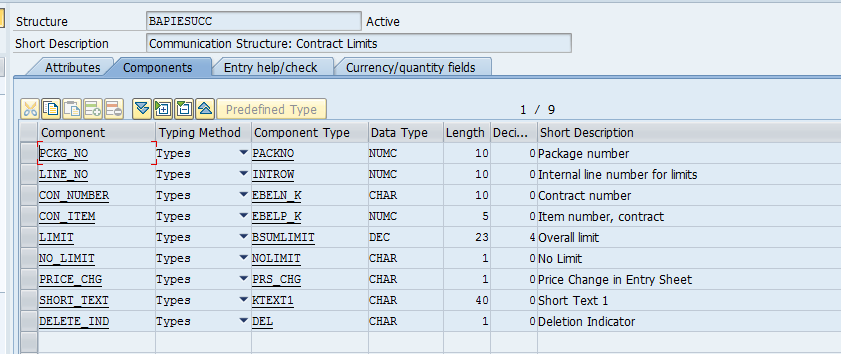 Structure BAPIESUCC Active
Short Description Communication Structure: Contract Limits
Attributes Components Entry help/check Currency/quantity fields
Predefined Type 1 / 9
Component Typing Method Component Type Data Type Length Deci... Short Description
PCKG_NO Types PACKNO NUMC 10 0 Package number
LINE_NO Types INTROW NUMC 10 0 Internal line number for limits
CON_NUMBER Types EBELN_K CHAR 10 0 Contract number
CON_ITEM Types EBELP_K NUMC 5 0 Item number, contract
LIMIT Types BSUMLIMIT DEC 23 4 Overall limit
NO_LIMIT Types NOLIMIT CHAR 1 0 No Limit
PRICE_CHG Types PRS_CHG CHAR 1 0 Price Change in Entry Sheet
SHORT_TEXT Types KTEXT1 CHAR 40 0 Short Text 1
DELETE_IND Types DEL CHAR 1 0 Deletion Indicator